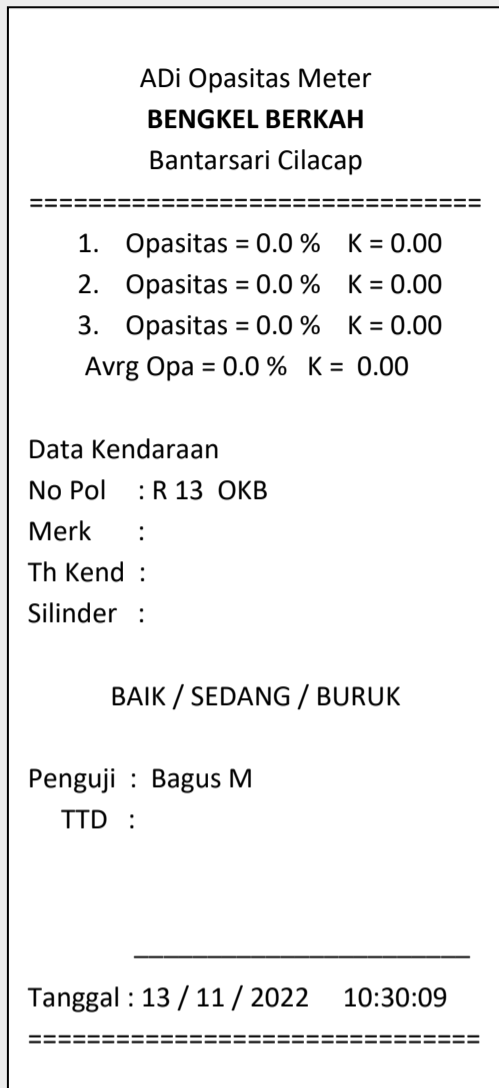 ADi Opasitas Meter
BENGKEL BERKAH
Bantarsari Cilacap
===============================
1. Opasitas = 0.0 % K = 0.00
2. Opasitas = 0.0 % K = 0.00
3. Opasitas = 0.0 % K = 0.00
Avrg Opa = 0.0 % K = 0.00
Data Kendaraan
No Pol : R 13 OKB
Merk :
Th Kend :
Silinder :
BAIK / SEDANG / BURUK
Penguji : Bagus M
TTD :
_______________________
Tanggal : 13 / 11 / 2022 10:30:09
===============================